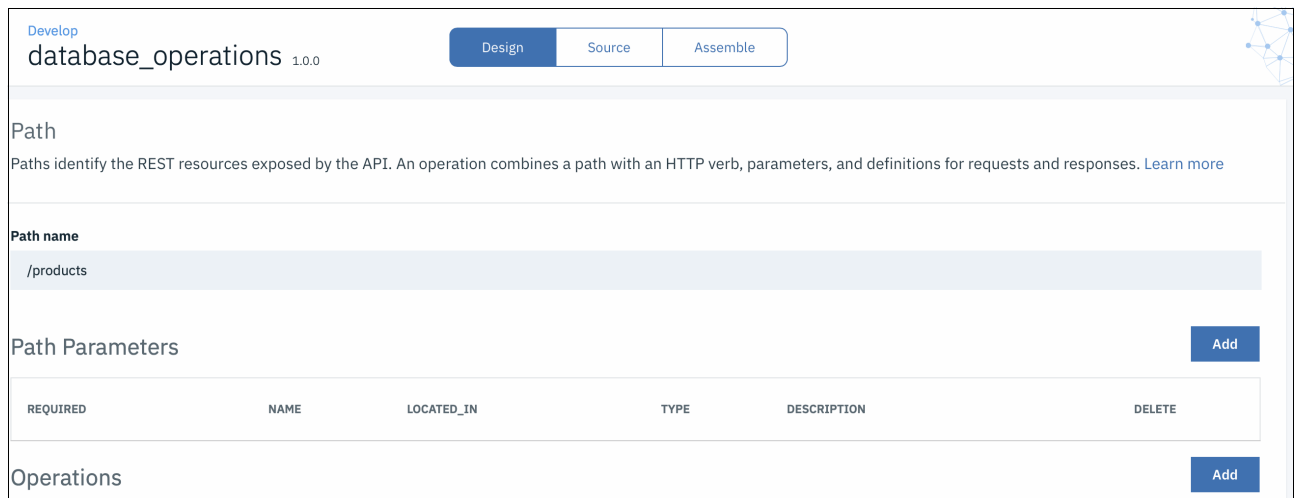 Develop
database_operations 1.0.0
Design Source Assemble
Path
Paths identify the REST resources exposed by the API. An operation combines a path with an HTTP verb, parameters, and definitions for requests and responses. Learn more
Path name
/products
Path Parameters Add
REQUIRED NAME LOCATED_IN TYPE DESCRIPTION DELETE
Operations Add